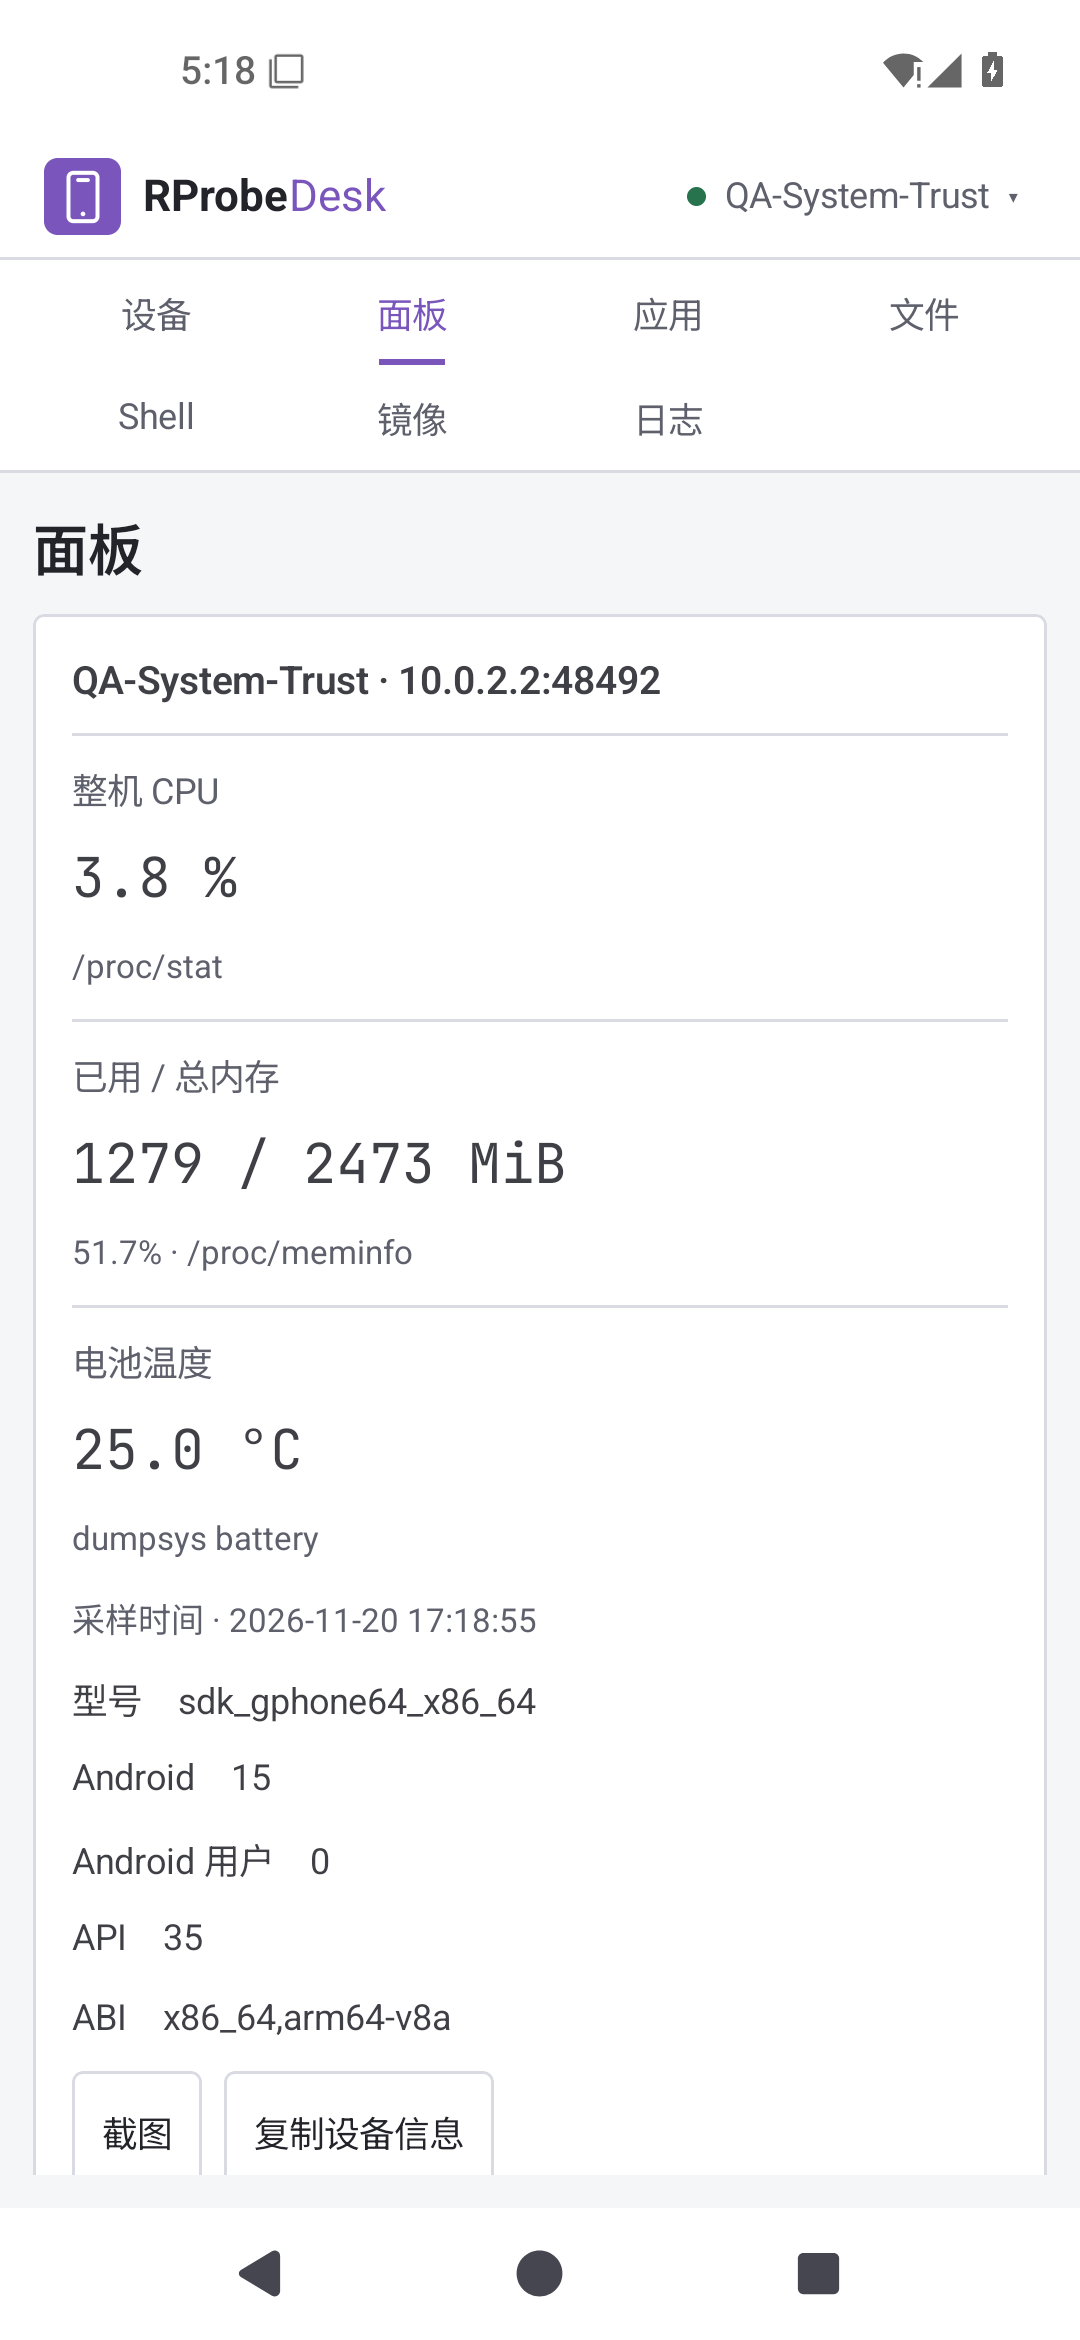 5:18
RProbeDesk
QA-System-Trust ▾
设备 面板 应用 文件
Shell 镜像 日志
面板
QA-System-Trust · 10.0.2.2:48492
整机 CPU
3.8 %
/proc/stat
已用 / 总内存
1279 / 2473 MiB
51.7% · /proc/meminfo
电池温度
25.0 °C
dumpsys battery
采样时间 · 2026-11-20 17:18:55
型号 sdk_gphone64_x86_64
Android 15
Android 用户 0
API 35
ABI x86_64,arm64-v8a
截图 复制设备信息